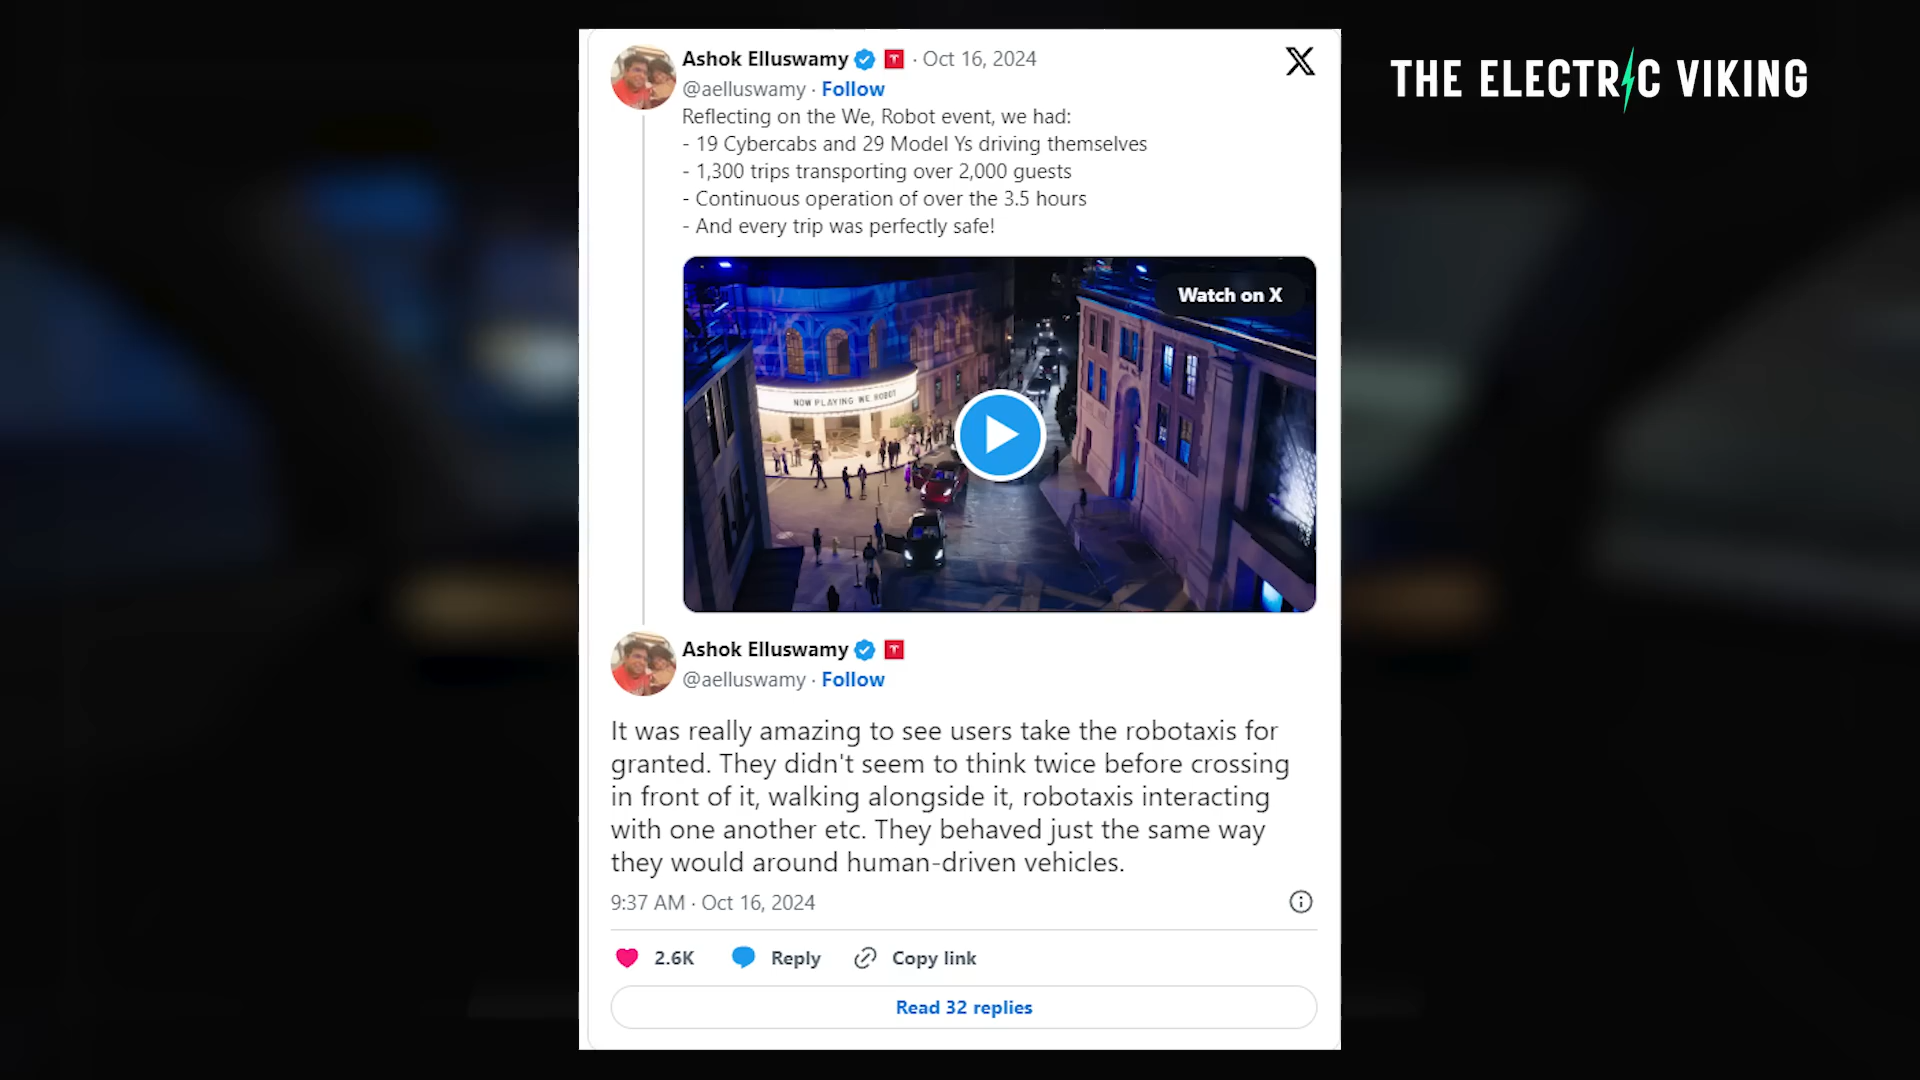 THE ELECTRIC VIKING
Ashok Elluswamy · Oct 16, 2024
@aelluswamy · Follow
Reflecting on the We, Robot event, we had:
- 19 Cybercabs and 29 Model Ys driving themselves
- 1,300 trips transporting over 2,000 guests
- Continuous operation of over the 3.5 hours
- And every trip was perfectly safe!
Watch on X
NOW PLAYING WE, ROBOT
Ashok Elluswamy
@aelluswamy · Follow
It was really amazing to see users take the robotaxis for
granted. They didn't seem to think twice before crossing
in front of it, walking alongside it, robotaxis interacting
with one another etc. They behaved just the same way
they would around human-driven vehicles.
9:37 AM · Oct 16, 2024
2.6K
Reply
Copy link
Read 32 replies